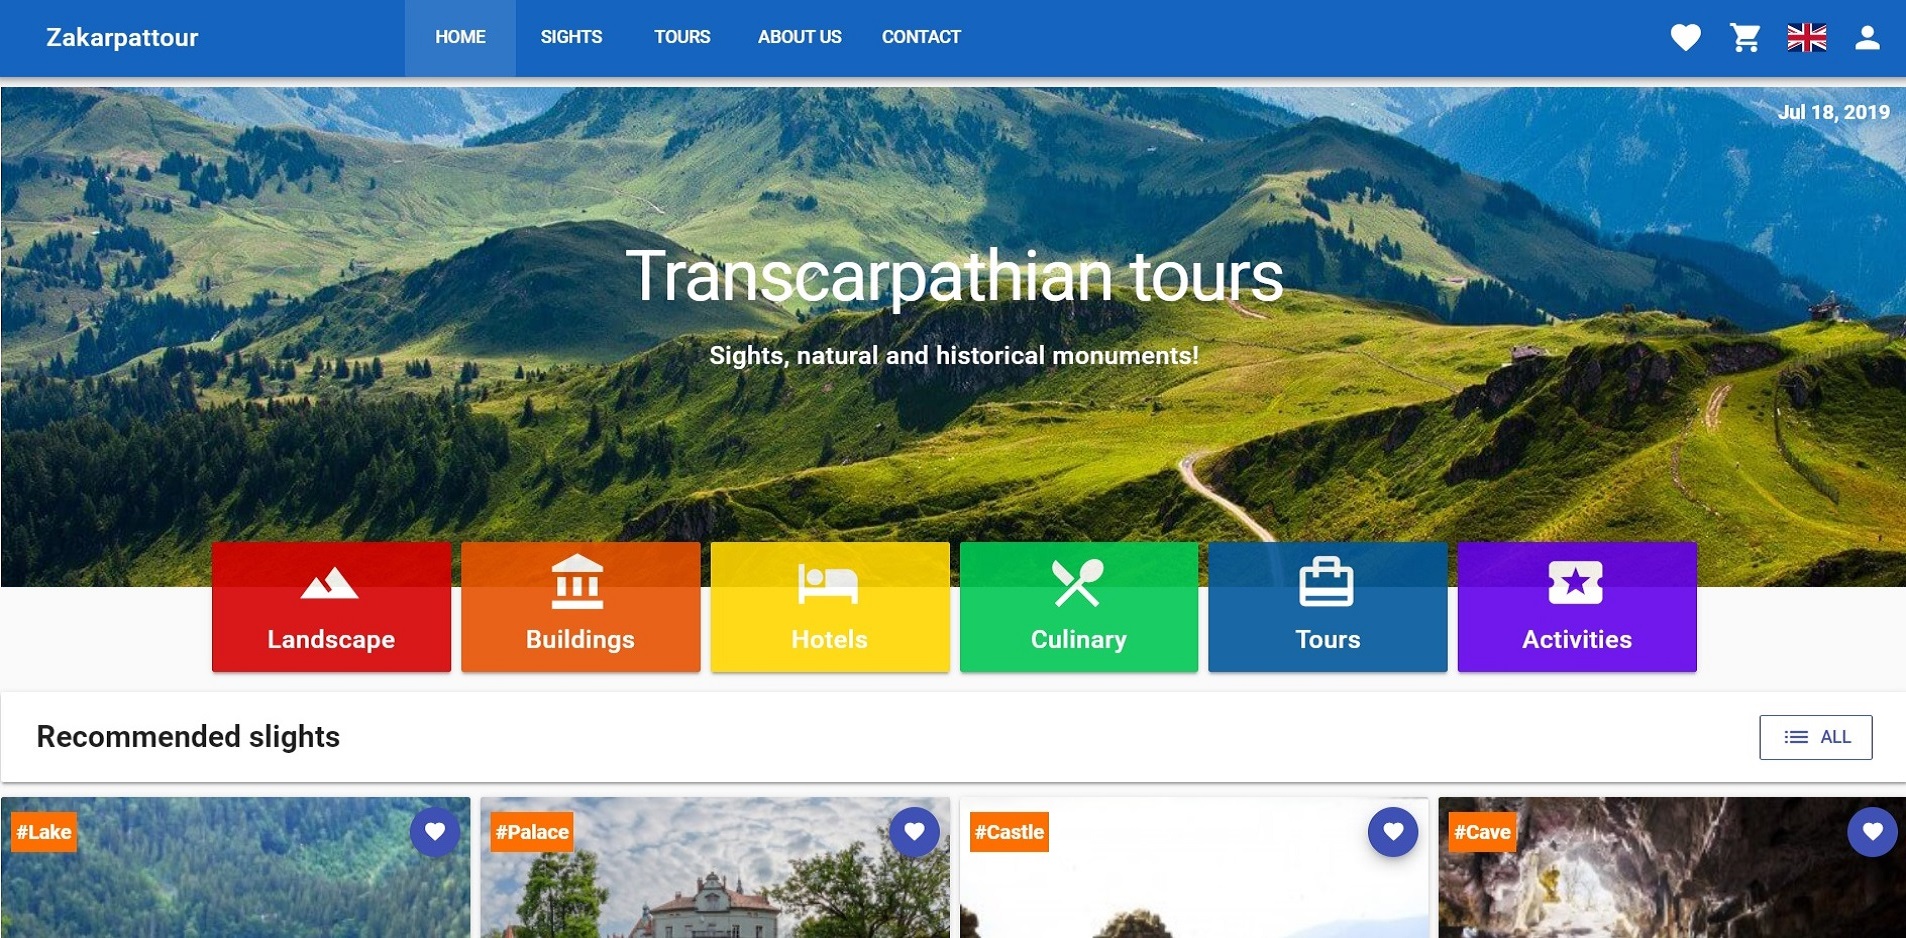 Zakarpattour
HOME SIGHTS TOURS ABOUT US CONTACT
Jul 18, 2019
Transcarpathian tours
Sights, natural and historical monuments!
Landscape Buildings Hotels Culinary Tours Activities
Recommended slights
ALL
#Lake #Palace #Castle #Cave